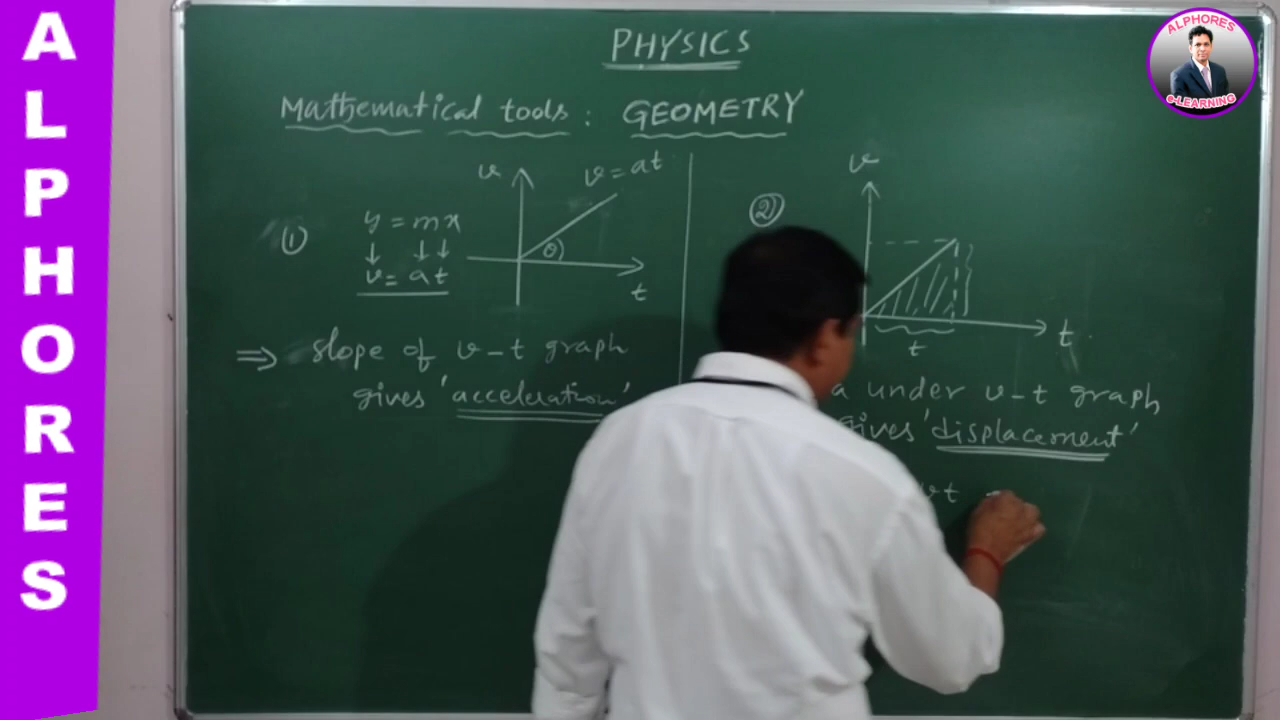 ALPHORES
ALPHORES
e-LEARNING
PHYSICS
Mathematical tools : GEOMETRY
①
y = mx
v = at
v
v = at
θ
t
⇒ slope of v-t graph
gives 'acceleration'
②
v
t
t
a under v-t graph
gives 'displacement'
vt